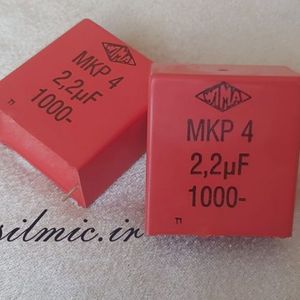 WIMA
MKP 4
2,2µF
1000-
WIMA
MKP 4
2,2µF
1000-
silmic.ir